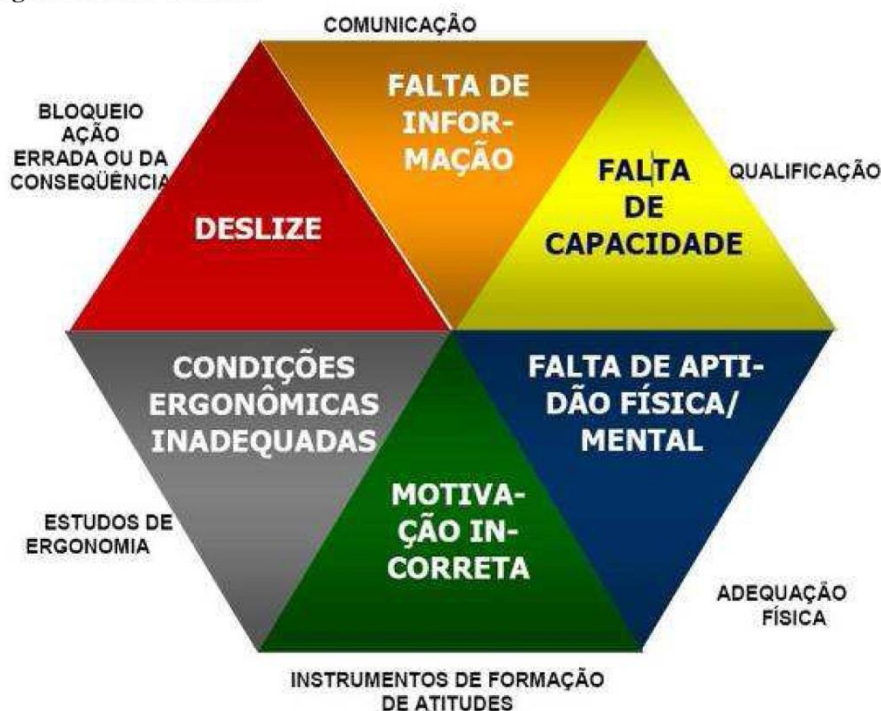 COMUNICAÇÃO
FALTA DE
INFOR-
MAÇÃO
BLOQUEIO
AÇÃO
ERRADA OU DA
CONSEQÜÊNCIA
DESLIZE
FALTA
DE
CAPACIDADE
QUALIFICAÇÃO
CONDIÇÕES
ERGONÔMICAS
INADEQUADAS
FALTA DE APTI-
DÃO FÍSICA/
MENTAL
MOTIVA-
ÇÃO IN-
CORRETA
ESTUDOS DE
ERGONOMIA
ADEQUAÇÃO
FÍSICA
INSTRUMENTOS DE FORMAÇÃO
DE ATITUDES